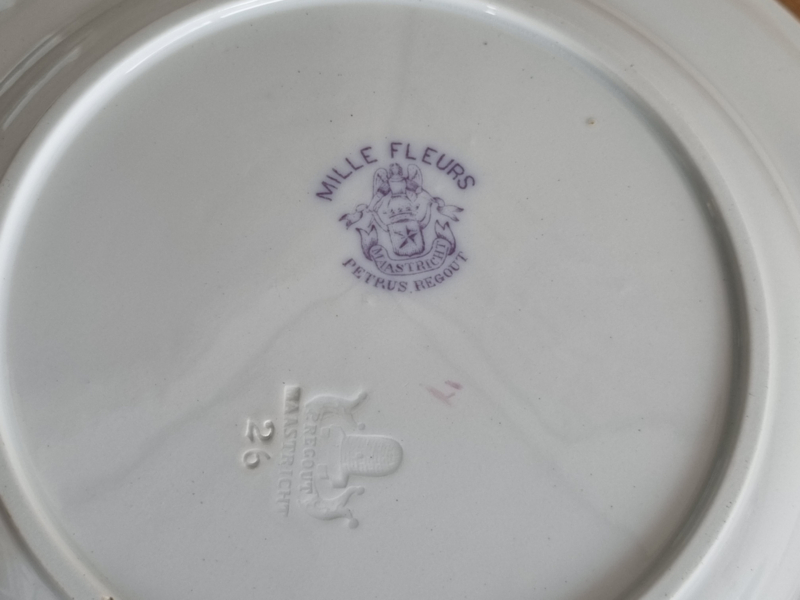 MILLE FLEURS
MAASTRICHT
PETRUS REGOUT
P.REGOUT
MAASTRICHT
26